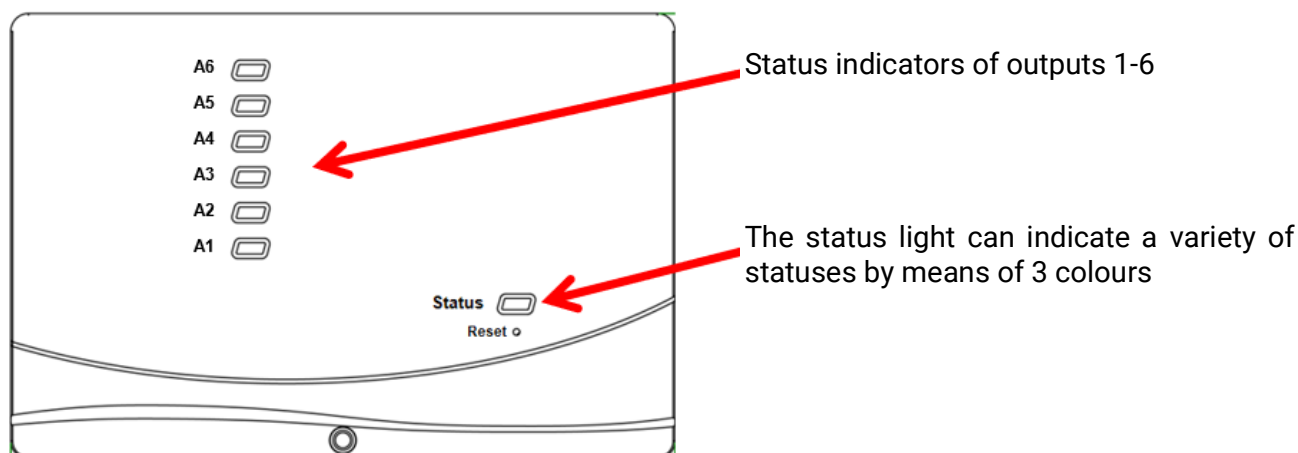 A6
Status indicators of outputs 1-6
A5
A4
A3
A2
A1
The status light can indicate a variety of
statuses by means of 3 colours
Status
Reset